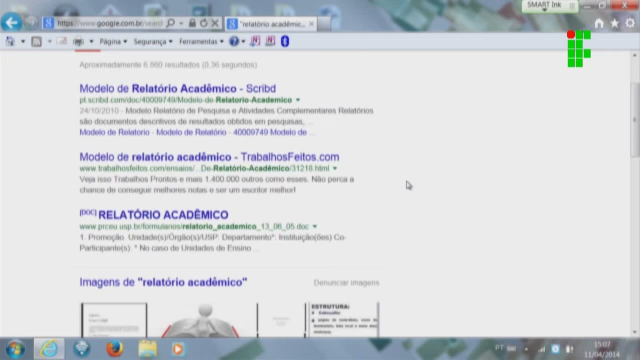 SMART Ink
https://www.google.com.br/search
"relatório acadêmic...
Página Segurança Ferramentas
Aproximadamente 6.860 resultados (0,36 segundos)
Modelo de Relatório Acadêmico - Scribd
pt.scribd.com/doc/40009749/Modelo-de-Relatorio-Academico
24/10/2010 - Modelo Relatório de Pesquisa e Atividades Complementares Relatórios
são documentos descritivos de resultados obtidos em pesquisas, ...
Modelo de Relatorio - Modelo de Relatório - 40009749 Modelo de ...
Modelo de relatório acadêmico - TrabalhosFeitos.com
www.trabalhosfeitos.com/ensaios/...De-Relatório-Acadêmico/31218.html
Veja isso Trabalhos Prontos e mais 1.400.000 outros como esses. Não perca a
chance de conseguir melhores notas e ser um escritor melhor!
[DOC] RELATÓRIO ACADÊMICO
www.prceu.usp.br/formularios/relatorio_academico_13_06_05.doc
1. Promoção. Unidade(s)/Órgão(s)/USP: Departamento*: Instituição(ões) Co-
Participante(s): * No caso de Unidades de Ensino ...
Imagens de "relatório acadêmico"
Denunciar imagens
ESTRUTURA:
PT
15:07
11/04/2014